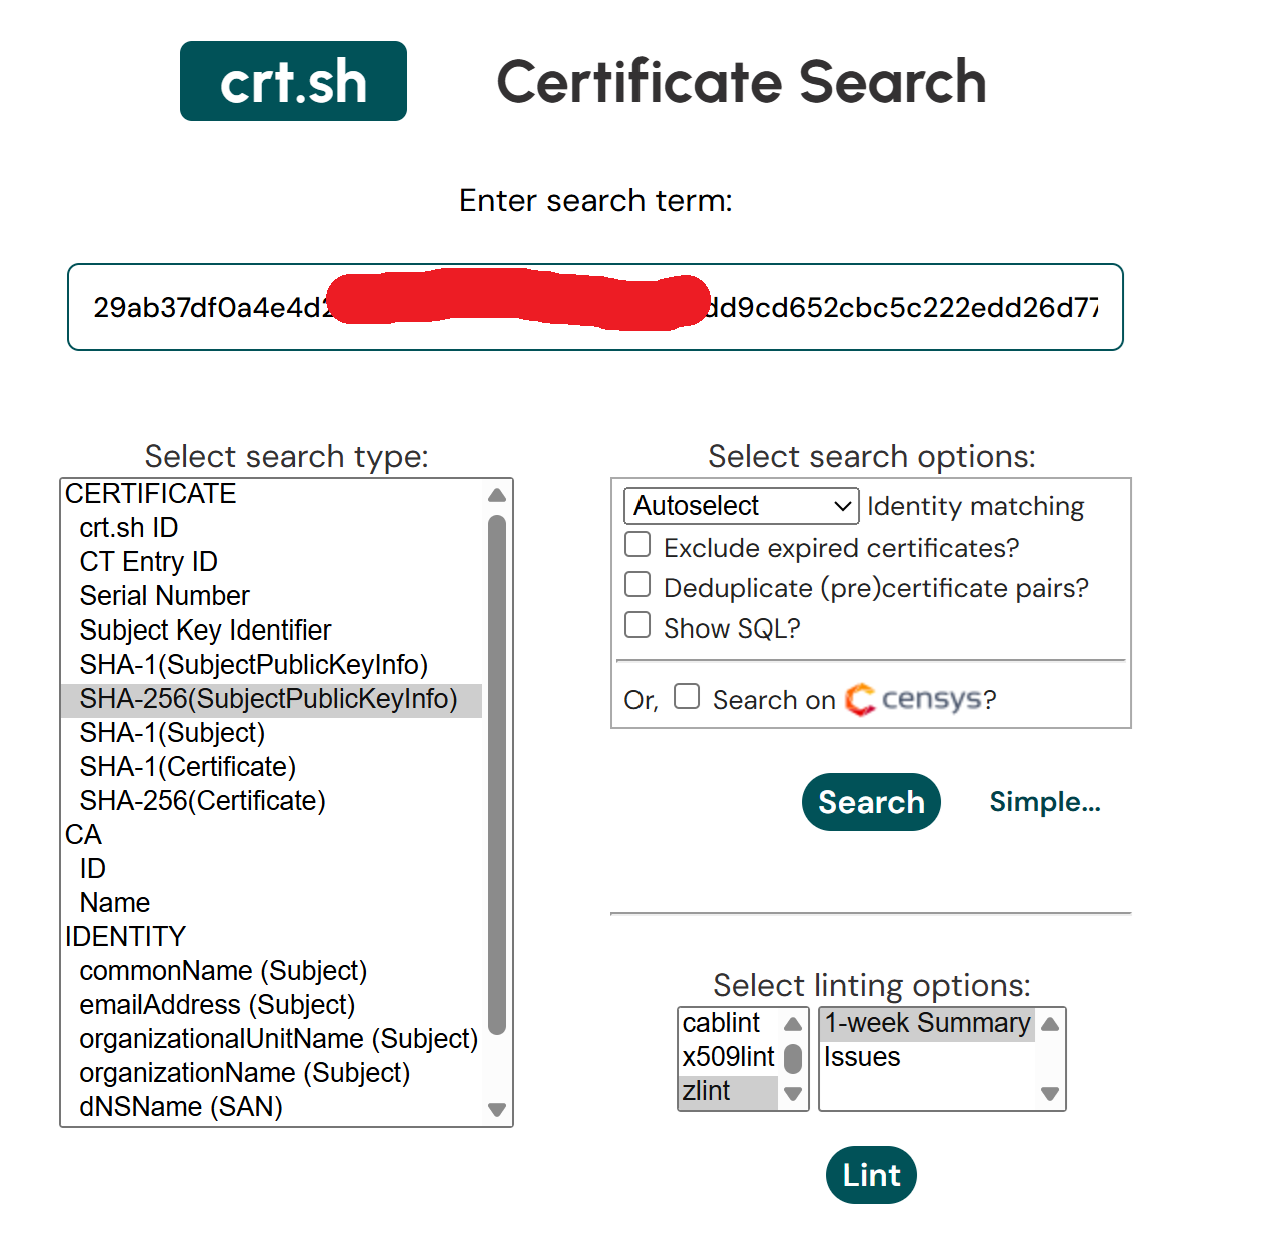 crt.sh Certificate Search
Enter search term:
29ab37df0a4e4d2 dd9cd652cbc5c222edd26d77
Select search type:
CERTIFICATE
crt.sh ID
CT Entry ID
Serial Number
Subject Key Identifier
SHA-1(SubjectPublicKeyInfo)
SHA-256(SubjectPublicKeyInfo)
SHA-1(Subject)
SHA-1(Certificate)
SHA-256(Certificate)
CA
ID
Name
IDENTITY
commonName (Subject)
emailAddress (Subject)
organizationalUnitName (Subject)
organizationName (Subject)
dNSName (SAN)
Select search options:
Autoselect Identity matching
Exclude expired certificates?
Deduplicate (pre)certificate pairs?
Show SQL?
Or, Search on censys?
Search Simple...
Select linting options:
cablint 1-week Summary
x509lint Issues
zlint
Lint